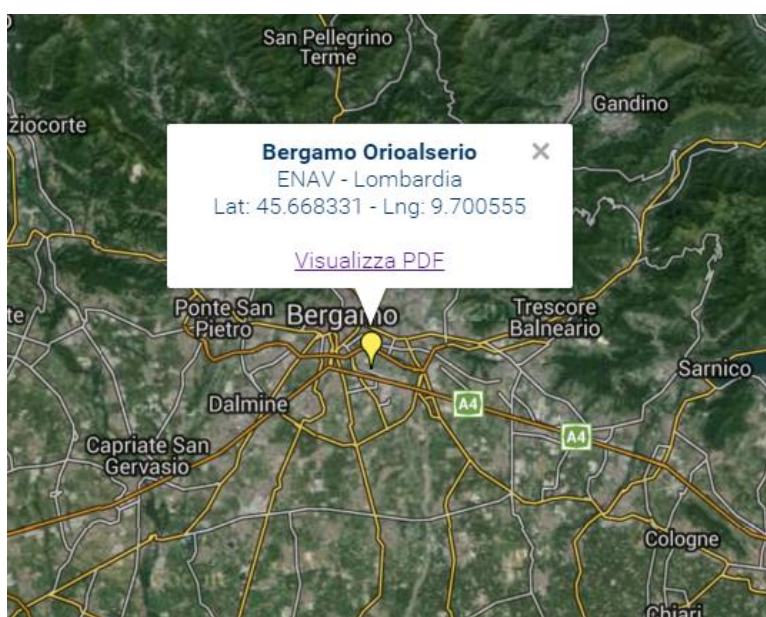 San Pellegrino
Terme
Gandino
ziocorte
Bergamo Orioalserio
ENAV - Lombardia
Lat: 45.668331 - Lng: 9.700555
Visualizza PDF
Ponte San
Pietro
Bergamo
Trescore
Balneario
te
Sarnico
Dalmine
A4
A4
Capriate San
Gervasio
Cologne
Chiari